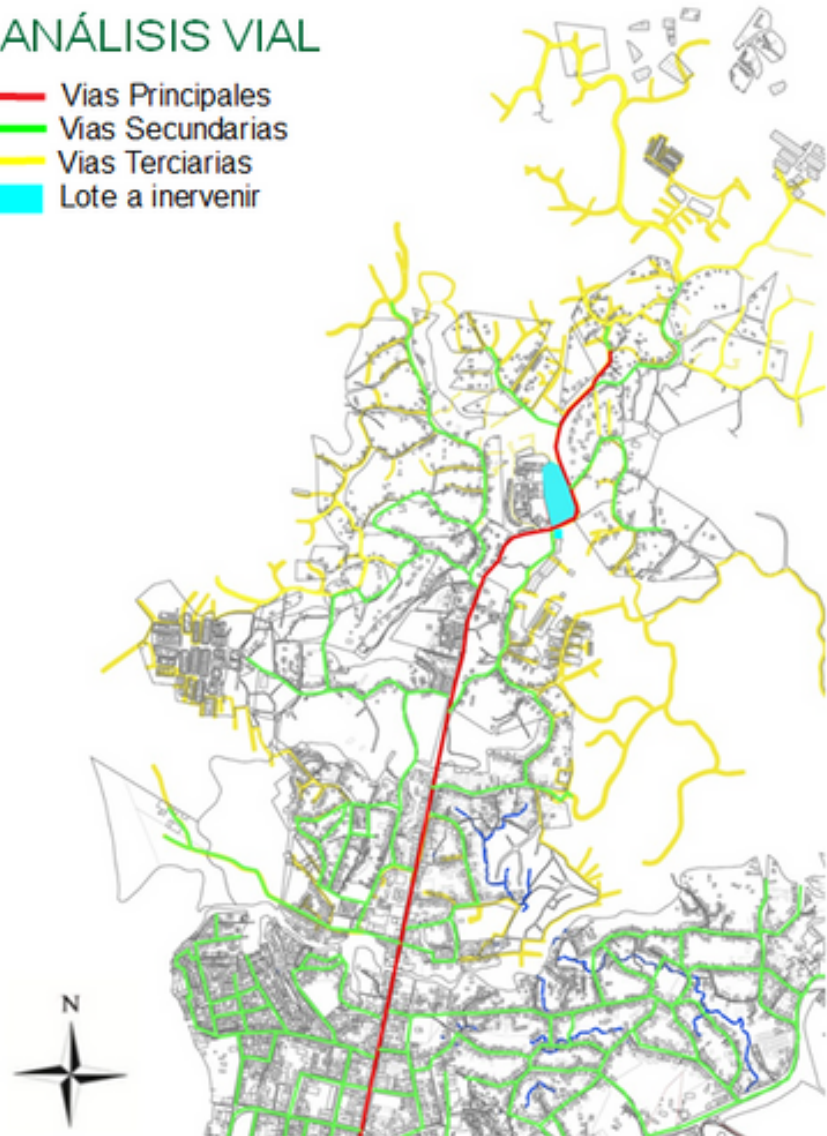 ANÁLISIS VIAL
Vias Principales
Vias Secundarias
Vias Terciarias
Lote a inervenir
N